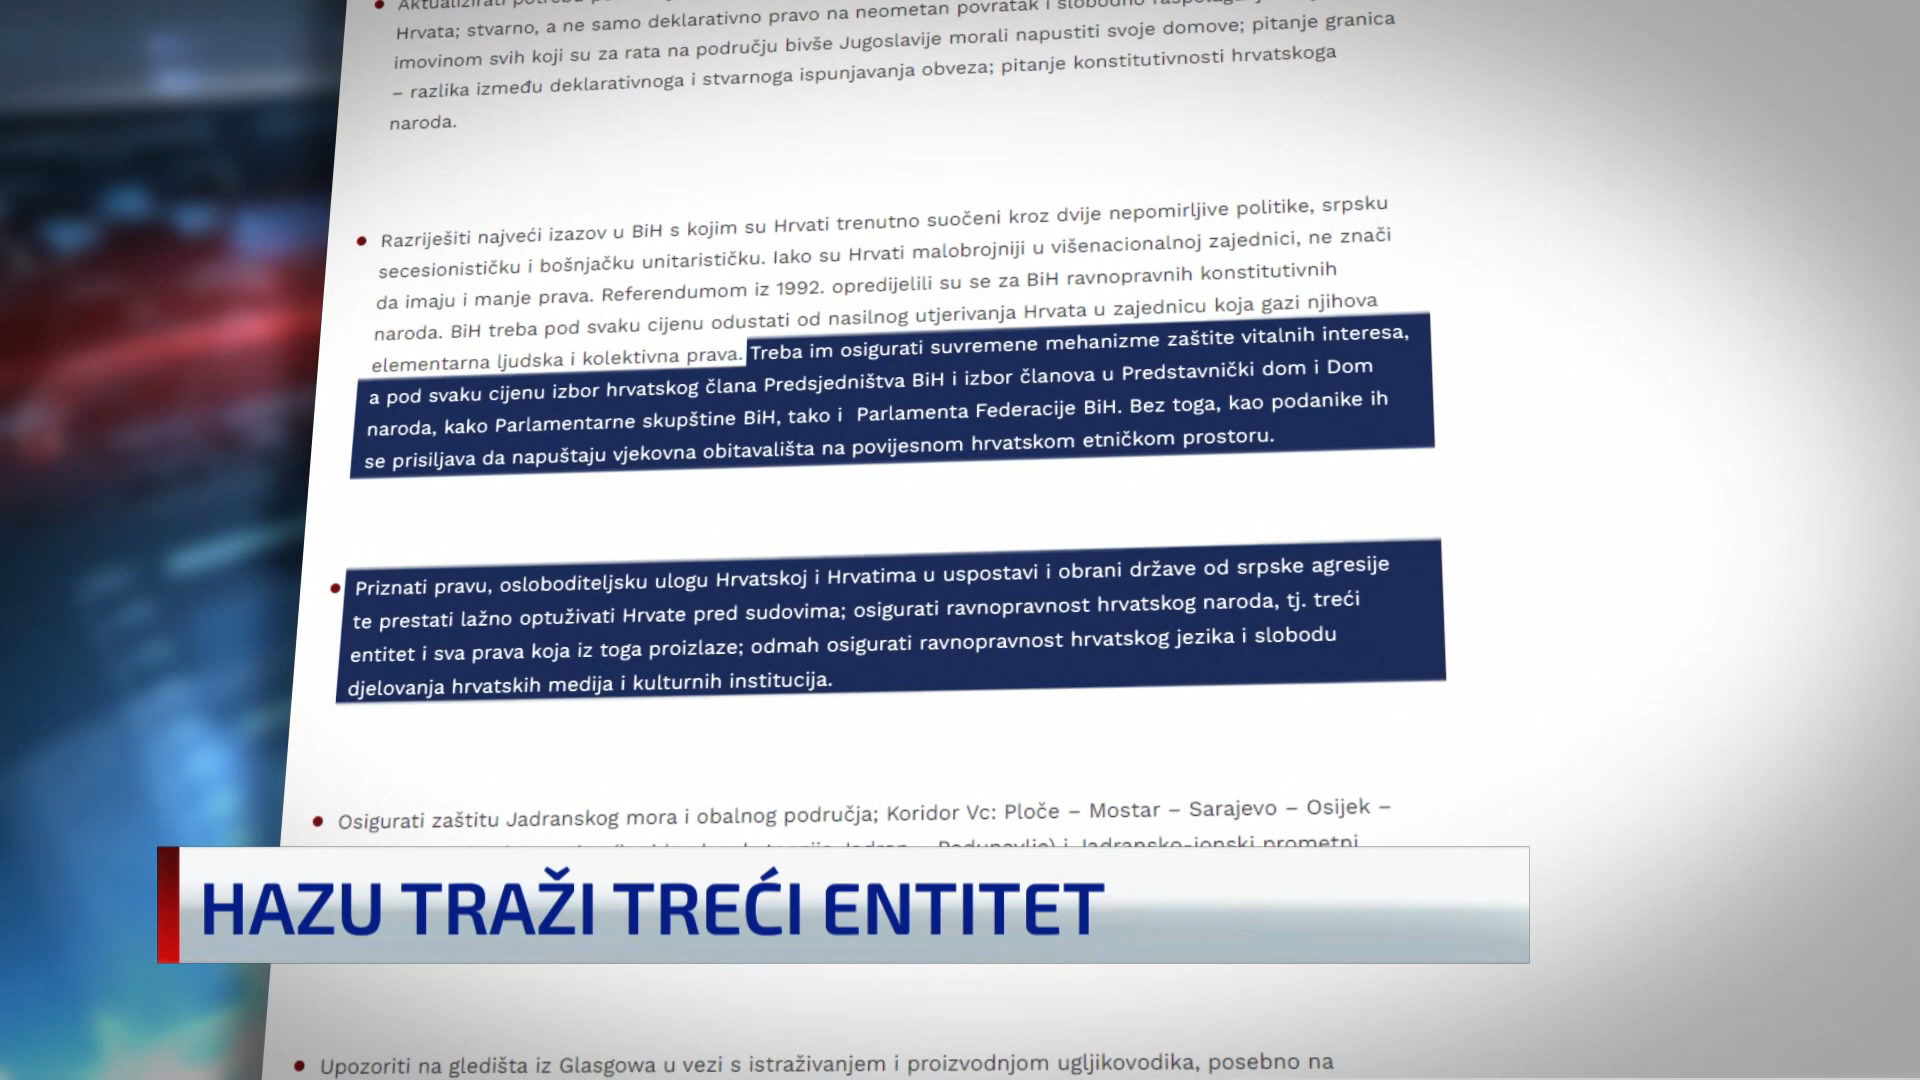 Aktualizirati
Hrvata; stvarno, a ne samo deklarativno pravo na neometan povratak i slobodno
imovinom svih koji su za rata na području bivše Jugoslavije morali napustiti svoje domove; pitanje granica
– razlika između deklarativnoga i stvarnoga ispunjavanja obveza; pitanje konstitutivnosti hrvatskoga
naroda.
Razriješiti najveći izazov u BiH s kojim su Hrvati trenutno suočeni kroz dvije nepomirljive politike, srpsku
secesionističku i bošnjačku unitarističku. Iako su Hrvati malobrojniji u višenacionalnoj zajednici, ne znači
da imaju i manje prava. Referendumom iz 1992. opredijelili su se za BiH ravnopravnih konstitutivnih
naroda. BiH treba pod svaku cijenu odustati od nasilnog utjerivanja Hrvata u zajednicu koja gazi njihova
elementarna ljudska i kolektivna prava. Treba im osigurati suvremene mehanizme zaštite vitalnih interesa,
a pod svaku cijenu izbor hrvatskog člana Predsjedništva BiH i izbor članova u Predstavnički dom i Dom
naroda, kako Parlamentarne skupštine BiH, tako i Parlamenta Federacije BiH. Bez toga, kao podanike ih
se prisiljava da napuštaju vjekovna obitavališta na povijesnom hrvatskom etničkom prostoru.
Priznati pravu, osloboditeljsku ulogu Hrvatskoj i Hrvatima u uspostavi i obrani države od srpske agresije
te prestati lažno optuživati Hrvate pred sudovima; osigurati ravnopravnost hrvatskog naroda, tj. treći
entitet i sva prava koja iz toga proizlaze; odmah osigurati ravnopravnost hrvatskog jezika i slobodu
djelovanja hrvatskih medija i kulturnih institucija.
Osigurati zaštitu Jadranskog mora i obalnog područja; Koridor Vc: Ploče – Mostar – Sarajevo – Osijek –
Jadran – Podunavlje) i Jadransko-jonski prometni
HAZU TRAŽI TREĆI ENTITET
Upozoriti na gledišta iz Glasgowa u vezi s istraživanjem i proizvodnjom ugljikovodika, posebno na